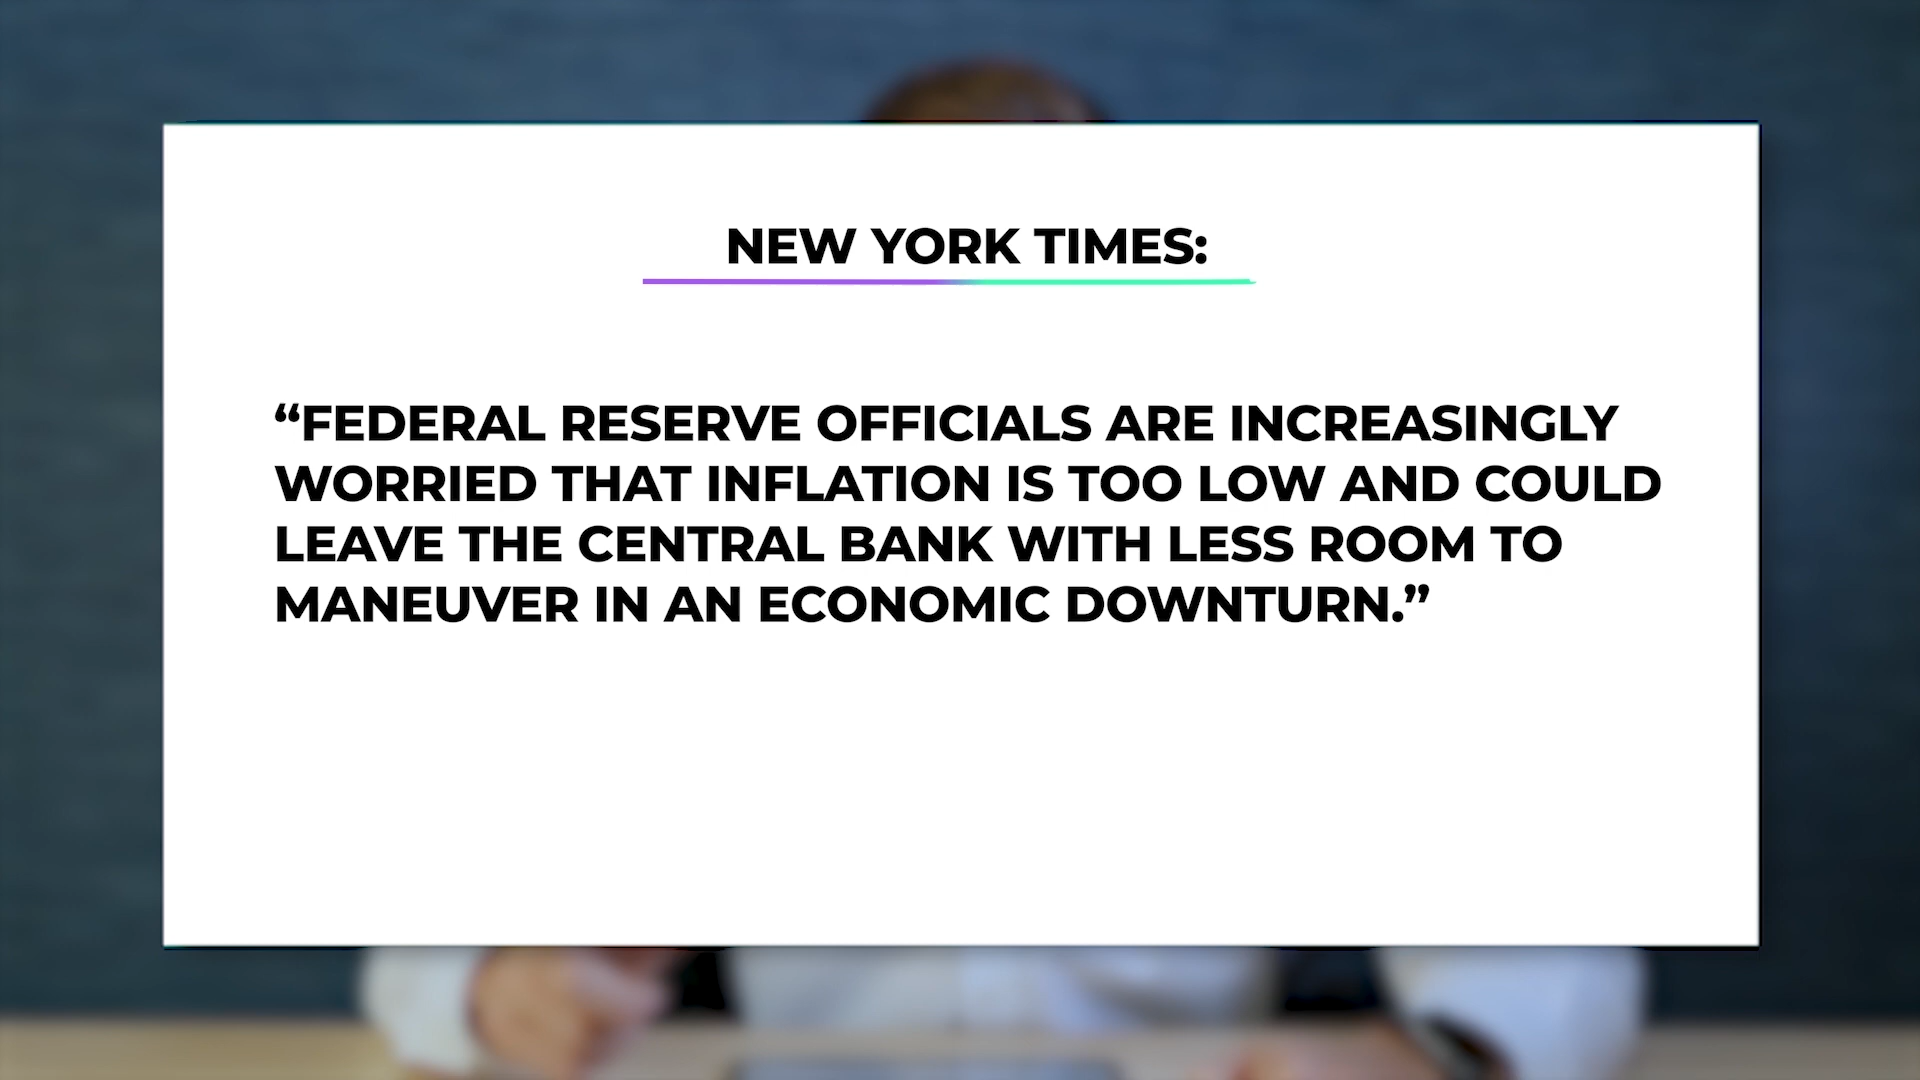 NEW YORK TIMES:
“FEDERAL RESERVE OFFICIALS ARE INCREASINGLY
WORRIED THAT INFLATION IS TOO LOW AND COULD
LEAVE THE CENTRAL BANK WITH LESS ROOM TO
MANEUVER IN AN ECONOMIC DOWNTURN.”